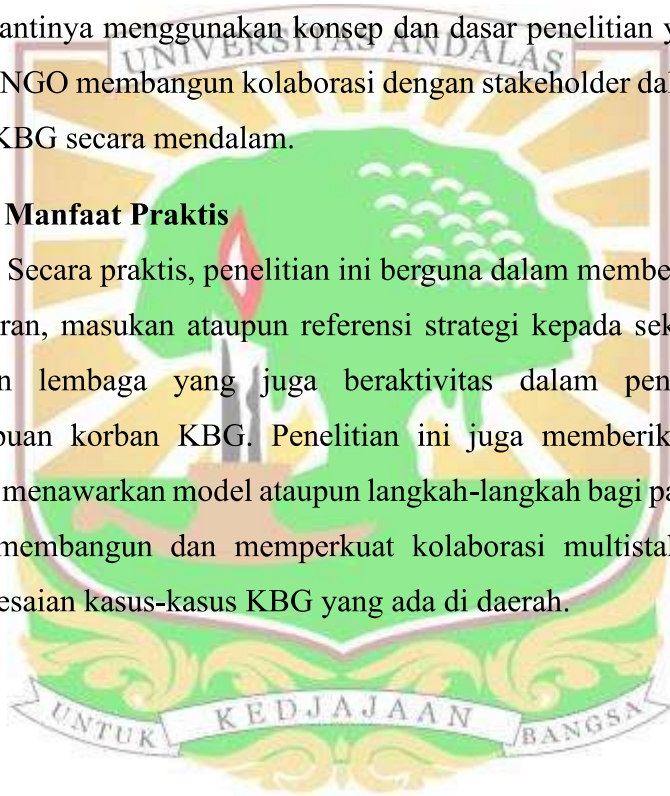 antinya menggunakan konsep dan dasar penelitian y
UNIVERSITAS ANDALAS
NGO membangun kolaborasi dengan stakeholder dal
KBG secara mendalam.
Manfaat Praktis
Secara praktis, penelitian ini berguna dalam membe
ran, masukan ataupun referensi strategi kepada sek
n lembaga yang juga beraktivitas dalam pen
puan korban KBG. Penelitian ini juga memberik
menawarkan model ataupun langkah-langkah bagi pa
membangun dan memperkuat kolaborasi multistal
esaian kasus-kasus KBG yang ada di daerah.
UNTUK KEDJAJAAN BANGSA